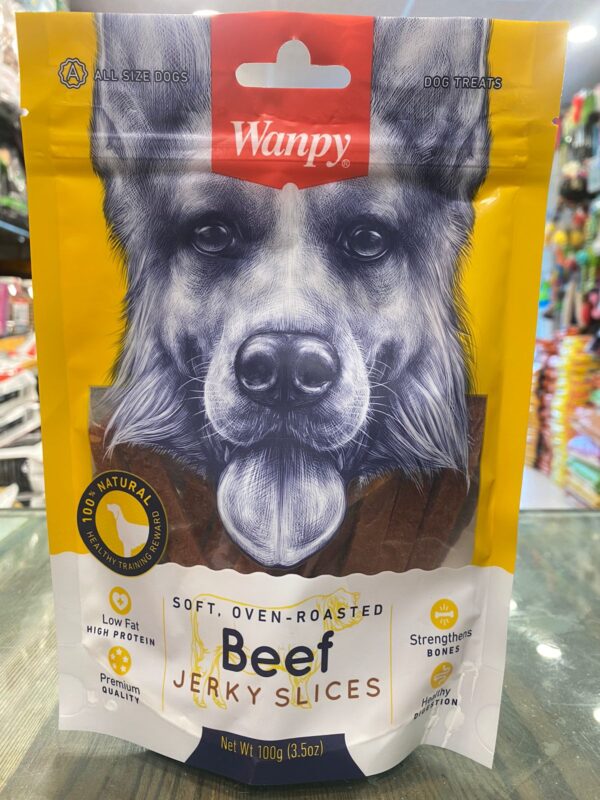 ALL SIZE DOGS
DOG TREATS
Wanpy®
100% NATURAL
HEALTHY TRAINING REWARD
SOFT, OVEN-ROASTED
Beef
JERKY SLICES
Low Fat
HIGH PROTEIN
Premium
QUALITY
Strengthens
BONES
Healthy
DIGESTION
Net Wt 100g (3.5oz)